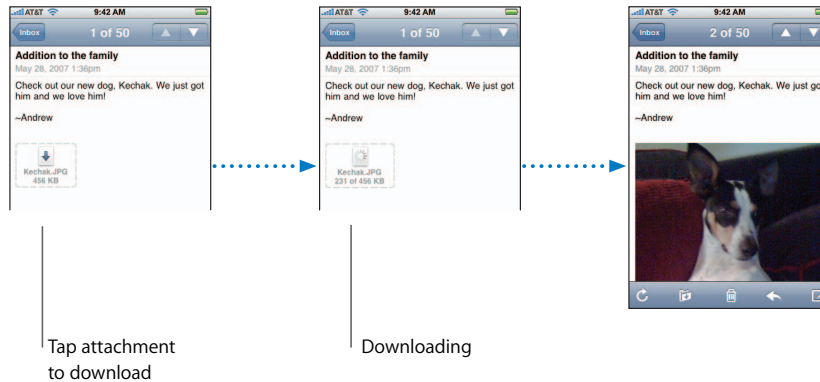 AT&T 9:42 AM
Inbox 1 of 50
Addition to the family
May 28, 2007 1:36pm
Check out our new dog, Kechak. We just got
him and we love him!
~Andrew
Kechak.JPG
456 KB
AT&T 9:42 AM
Inbox 1 of 50
Addition to the family
May 28, 2007 1:36pm
Check out our new dog, Kechak. We just got
him and we love him!
~Andrew
Kechak.JPG
231 of 456 KB
AT&T 9:42 AM
Inbox 2 of 50
Addition to the family
May 28, 2007 1:36pm
Check out our new dog, Kechak. We just go
him and we love him!
~Andrew
Tap attachment
to download
Downloading